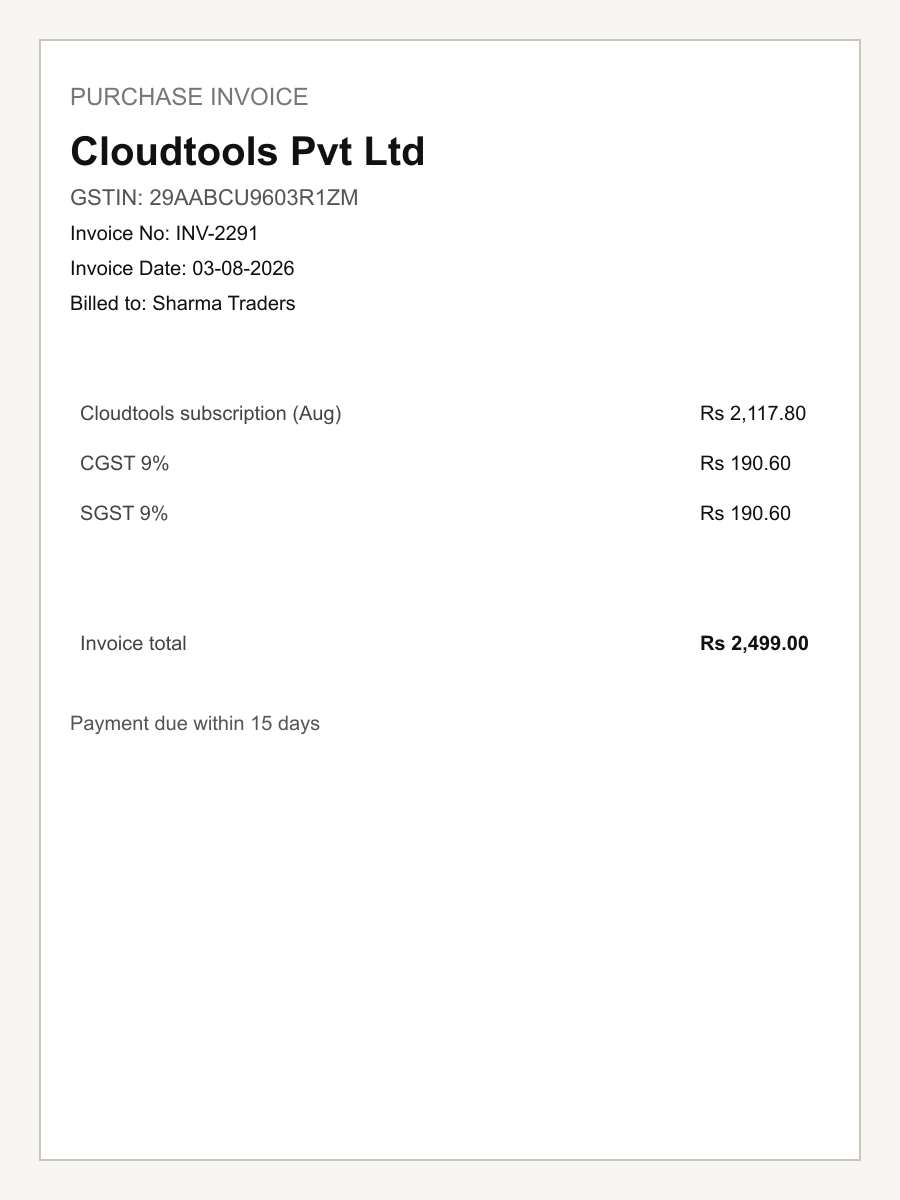 PURCHASE INVOICE
Cloudtools Pvt Ltd
GSTIN: 29AABCU9603R1ZM
Invoice No: INV-2291
Invoice Date: 03-08-2026
Billed to: Sharma Traders
Cloudtools subscription (Aug) Rs 2,117.80
CGST 9% Rs 190.60
SGST 9% Rs 190.60
Invoice total Rs 2,499.00
Payment due within 15 days